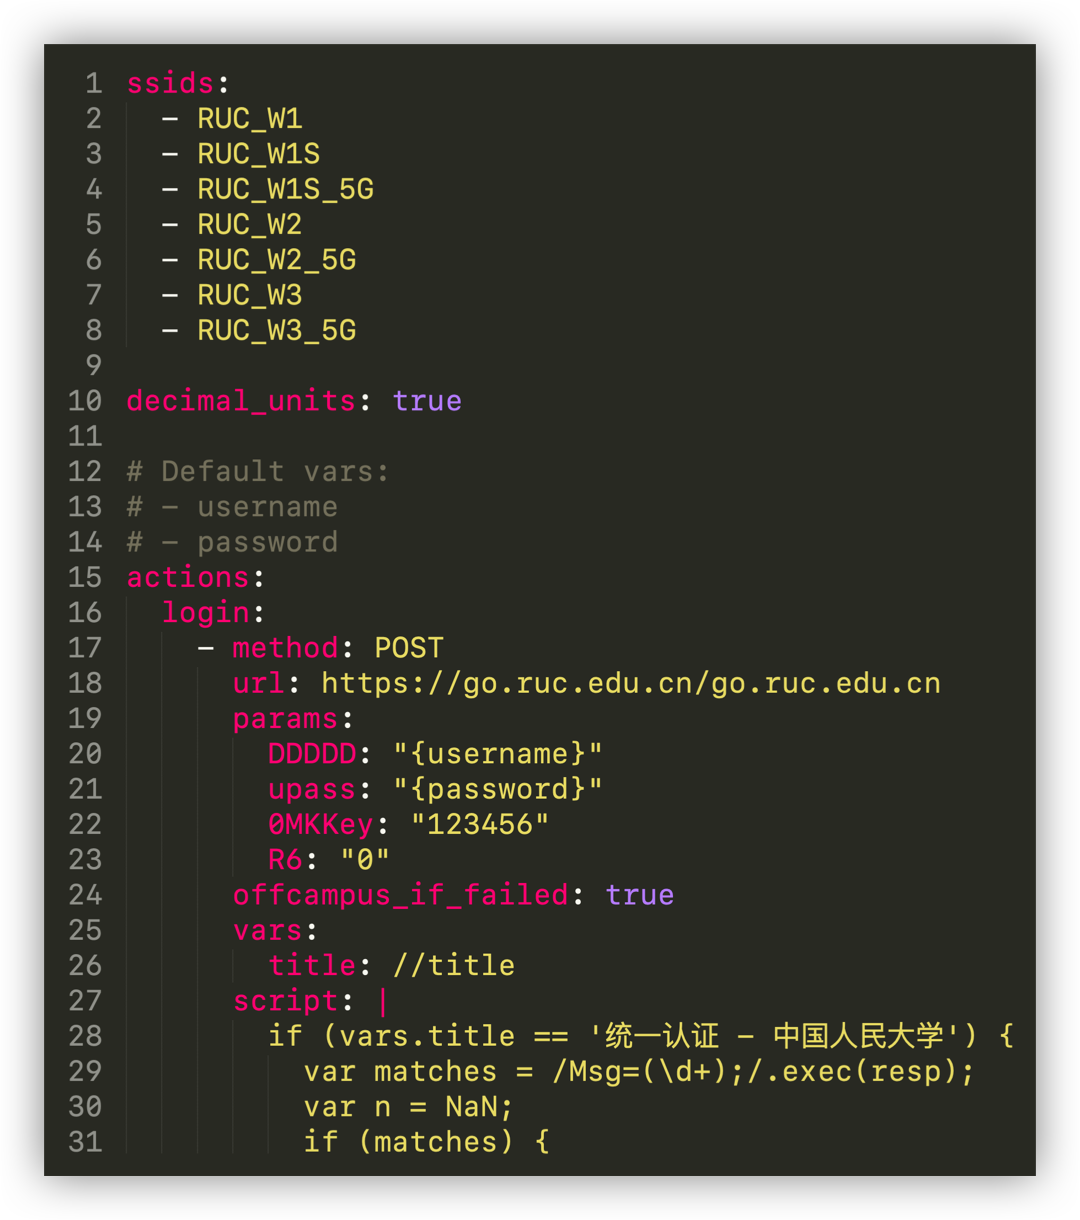 1 ssids:
2   - RUC_W1
3   - RUC_W1S
4   - RUC_W1S_5G
5   - RUC_W2
6   - RUC_W2_5G
7   - RUC_W3
8   - RUC_W3_5G
9
10 decimal_units: true
11
12 # Default vars:
13 # - username
14 # - password
15 actions:
16   login:
17     - method: POST
18       url: https://go.ruc.edu.cn/go.ruc.edu.cn
19       params:
20         DDDDD: "{username}"
21         upass: "{password}"
22         0MKKey: "123456"
23         R6: "0"
24       offcampus_if_failed: true
25       vars:
26         title: //title
27       script: |
28         if (vars.title == '统一认证 - 中国人民大学') {
29           var matches = /Msg=(\d+);/.exec(resp);
30           var n = NaN;
31           if (matches) {